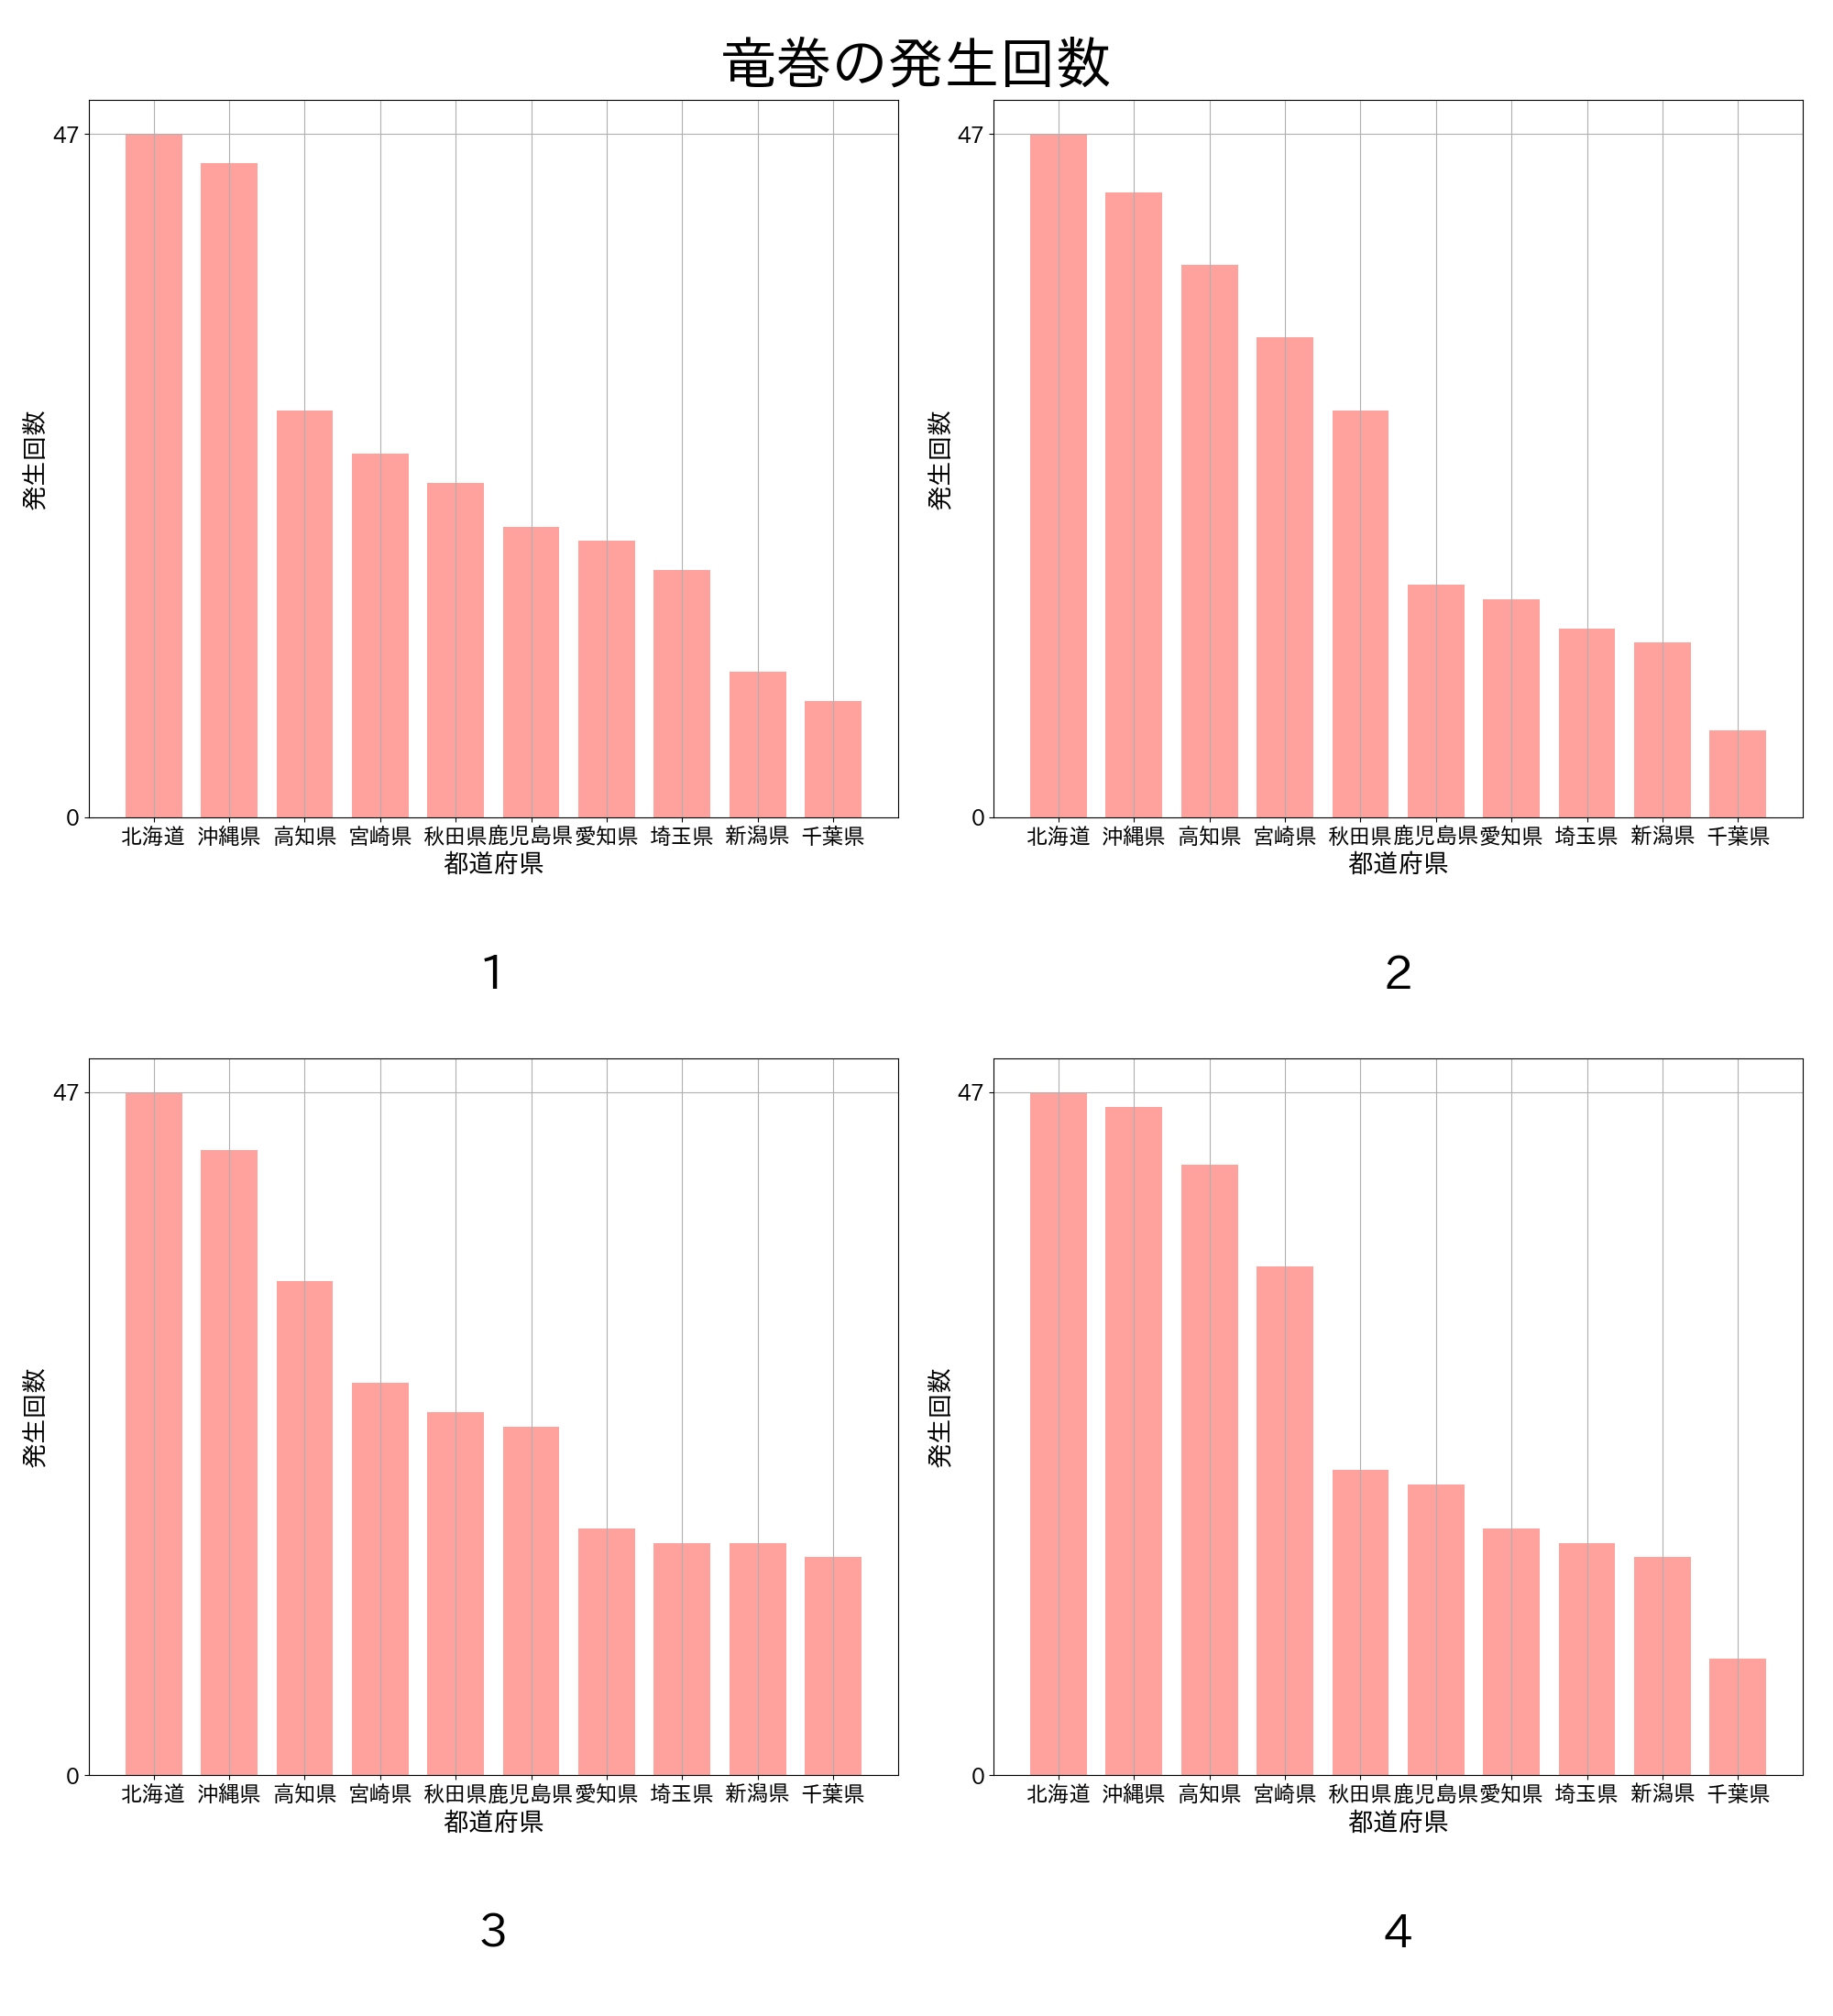 竜巻の発生回数
47
0
発生回数
北海道 沖縄県 高知県 宮崎県 秋田県 鹿児島県 愛知県 埼玉県 新潟県 千葉県
都道府県
1
47
0
発生回数
北海道 沖縄県 高知県 宮崎県 秋田県 鹿児島県 愛知県 埼玉県 新潟県 千葉県
都道府県
2
47
0
発生回数
北海道 沖縄県 高知県 宮崎県 秋田県 鹿児島県 愛知県 埼玉県 新潟県 千葉県
都道府県
3
47
0
発生回数
北海道 沖縄県 高知県 宮崎県 秋田県 鹿児島県 愛知県 埼玉県 新潟県 千葉県
都道府県
4